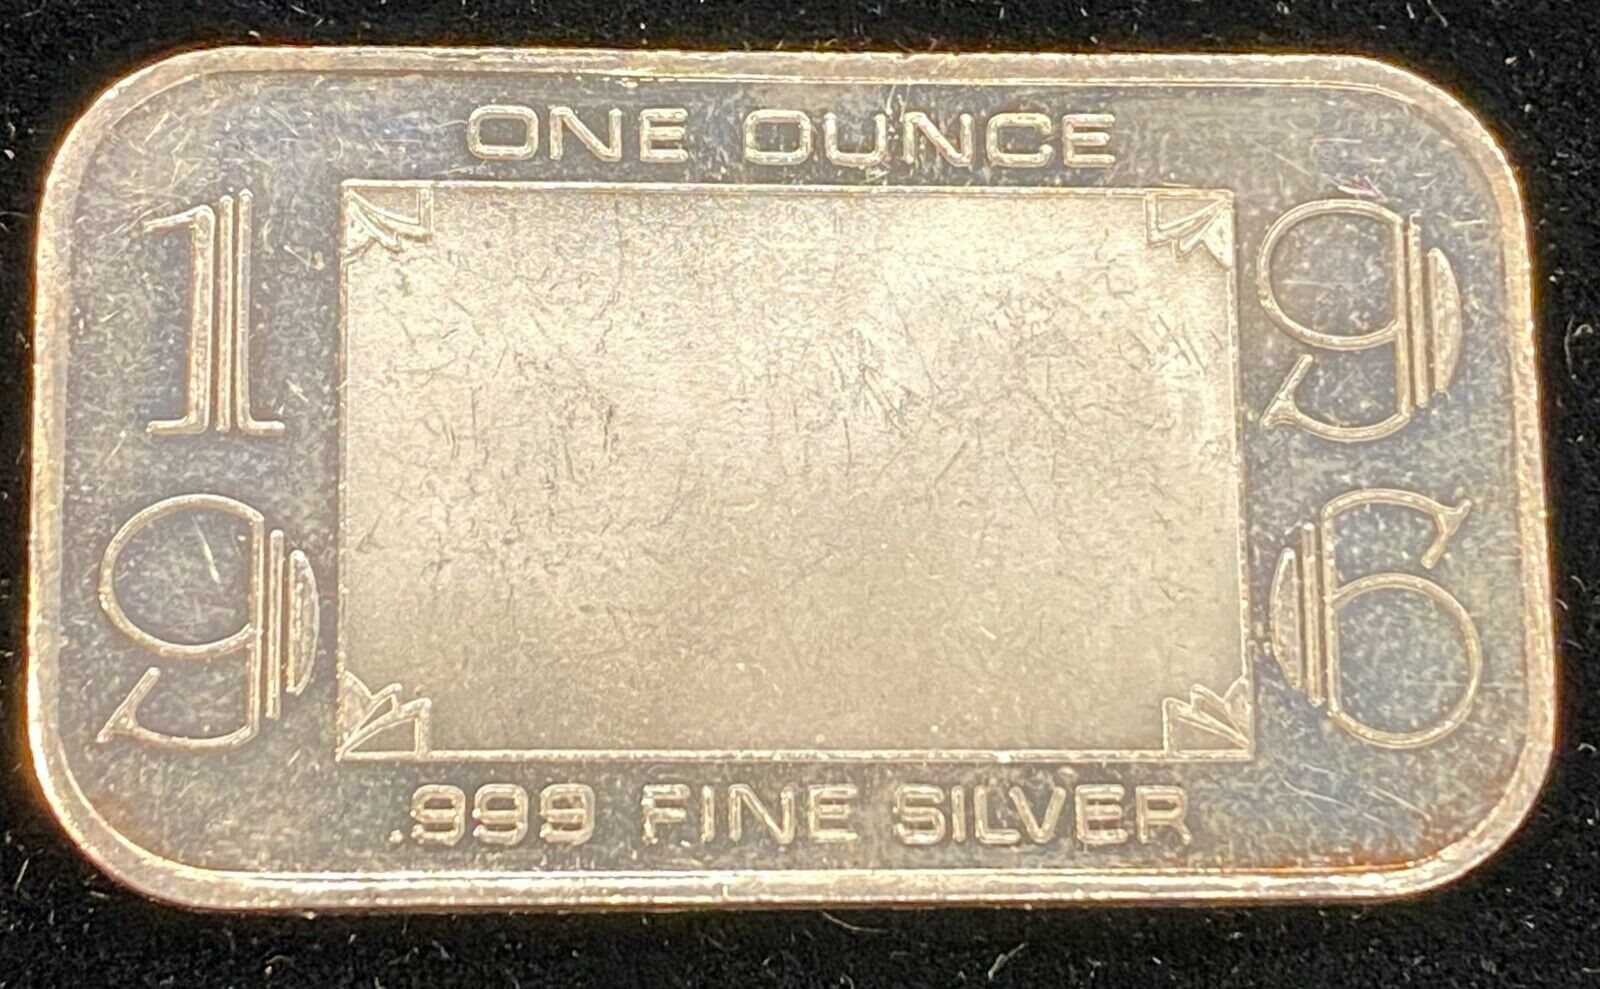 ONE OUNCE
1 9
9 6
.999 FINE SILVER